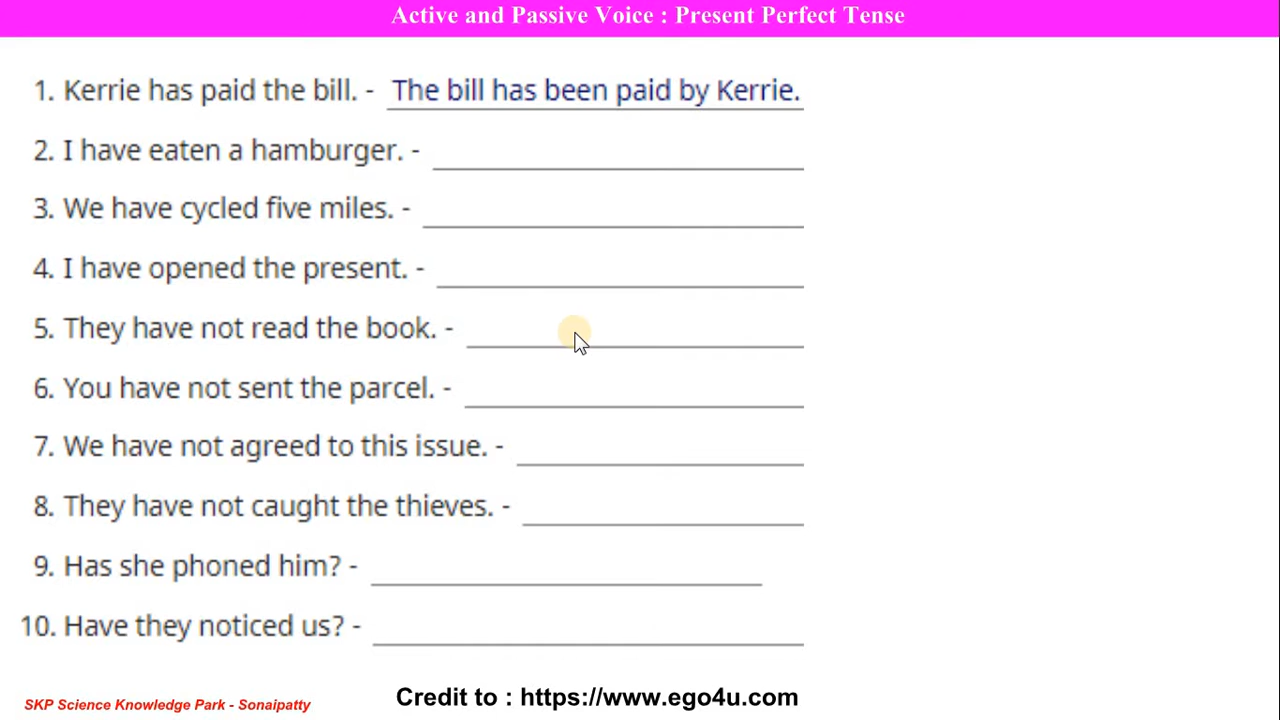 Active and Passive Voice : Present Perfect Tense
1. Kerrie has paid the bill. - The bill has been paid by Kerrie.
2. I have eaten a hamburger. -
3. We have cycled five miles. -
4. I have opened the present. -
5. They have not read the book. -
6. You have not sent the parcel. -
7. We have not agreed to this issue. -
8. They have not caught the thieves. -
9. Has she phoned him? -
10. Have they noticed us? -
SKP Science Knowledge Park - Sonaipatty
Credit to : https://www.ego4u.com